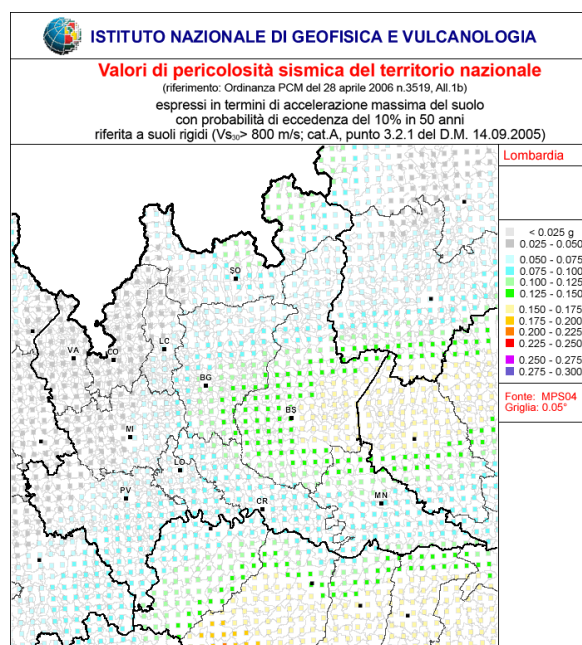 ISTITUTO NAZIONALE DI GEOFISICA E VULCANOLOGIA
Valori di pericolosità sismica del territorio nazionale
(riferimento: Ordinanza PCM del 28 aprile 2006 n.3519, All.1b)
espressi in termini di accelerazione massima del suolo
con probabilità di eccedenza del 10% in 50 anni
riferita a suoli rigidi (Vs30> 800 m/s; cat.A, punto 3.2.1 del D.M. 14.09.2005)
Lombardia
< 0.025 g
0.025 - 0.050
0.050 - 0.075
0.075 - 0.100
0.100 - 0.125
0.125 - 0.150
0.150 - 0.175
0.175 - 0.200
0.200 - 0.225
0.225 - 0.250
0.250 - 0.275
0.275 - 0.300
Fonte: MPS04
Griglia: 0.05°
SO
VA
CO
LC
BG
BS
MI
LO
PV
CR
MN